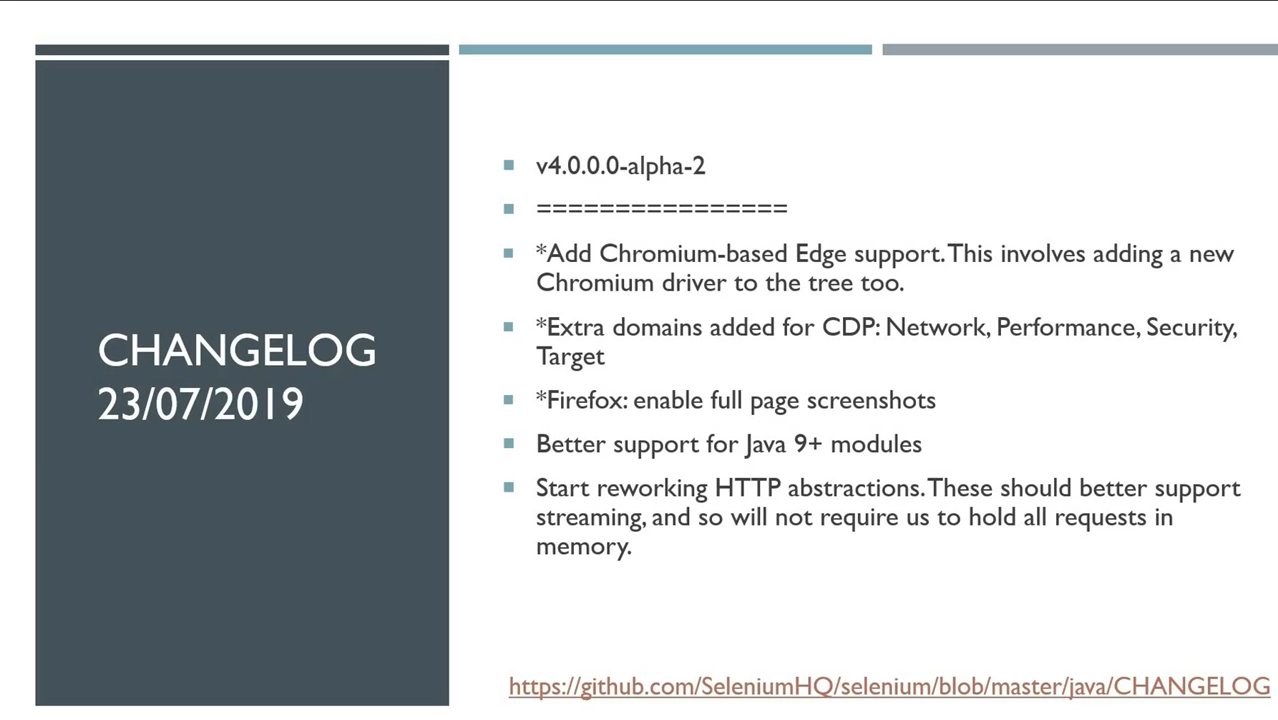 CHANGELOG
23/07/2019
v4.0.0.0-alpha-2
================
*Add Chromium-based Edge support. This involves adding a new
Chromium driver to the tree too.
*Extra domains added for CDP: Network, Performance, Security,
Target
*Firefox: enable full page screenshots
Better support for Java 9+ modules
Start reworking HTTP abstractions. These should better support
streaming, and so will not require us to hold all requests in
memory.
https://github.com/SeleniumHQ/selenium/blob/master/java/CHANGELOG